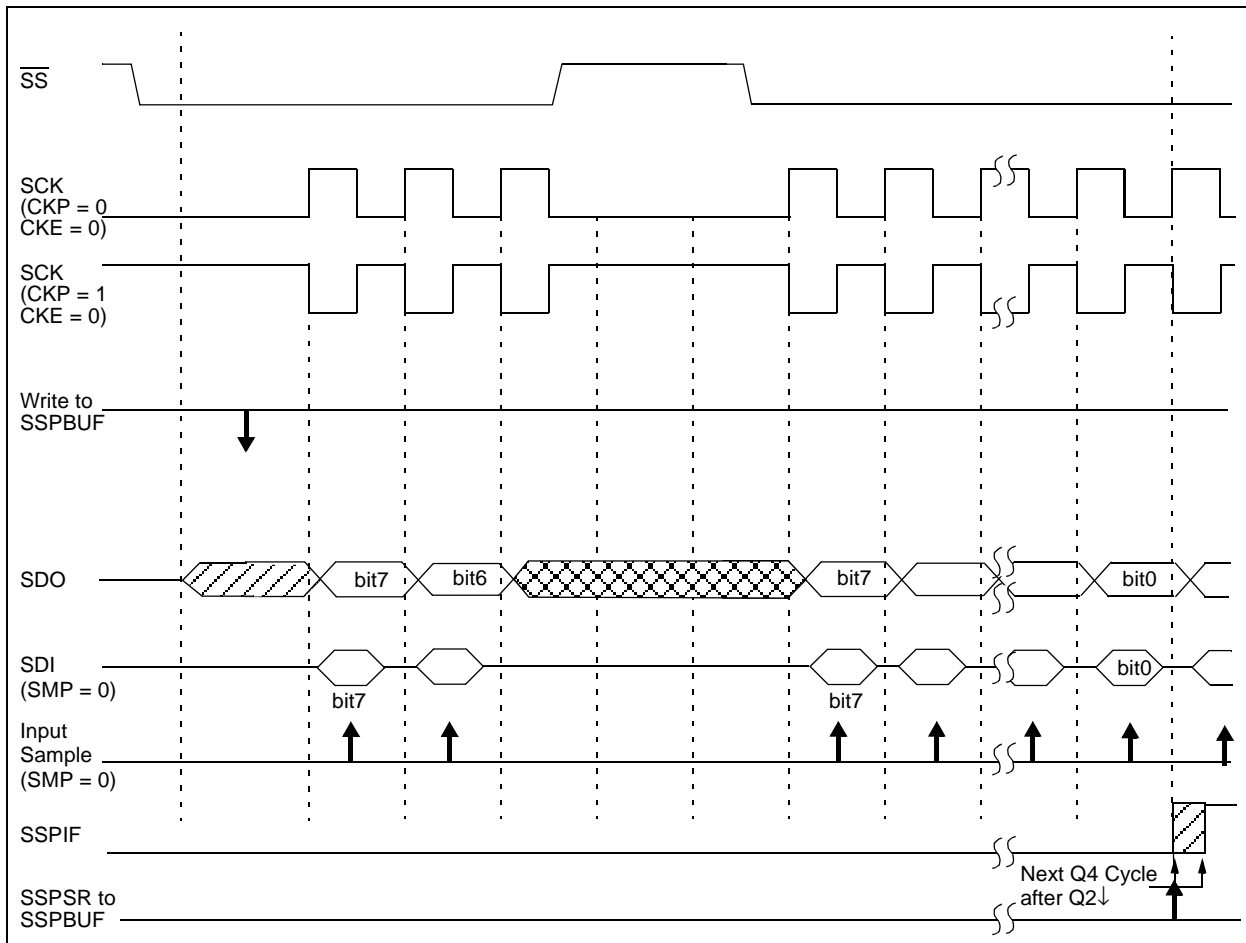 SS
SCK
(CKP = 0
CKE = 0)
SCK
(CKP = 1
CKE = 0)
Write to
SSPBUF
SDO
bit7
bit6
bit7
bit0
SDI
(SMP = 0)
bit7
bit7
bit0
Input
Sample
(SMP = 0)
SSPIF
Next Q4 Cycle
after Q2↓
SSPSR to
SSPBUF